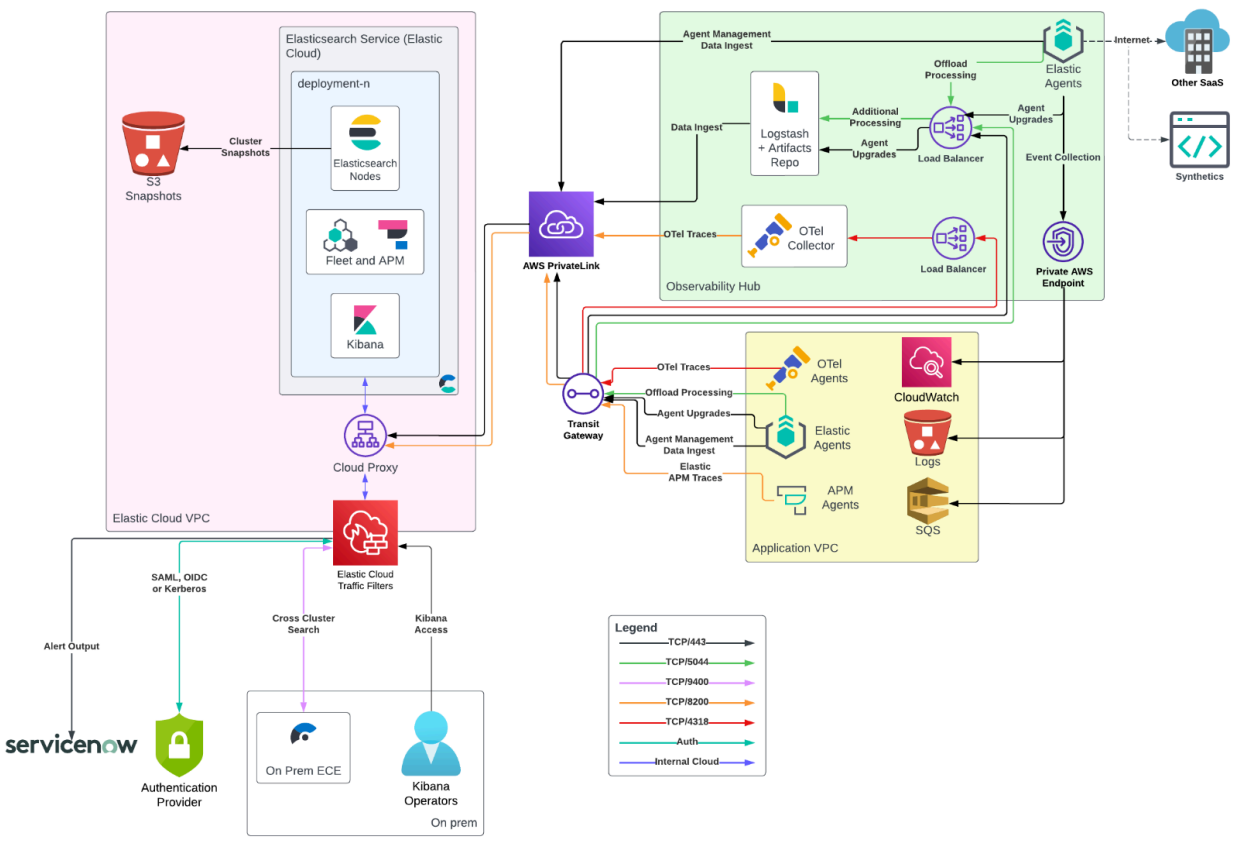 Elasticsearch Service (Elastic
Cloud)
deployment-n
Elasticsearch
Nodes
Cluster
Snapshots
S3
Snapshots
Fleet and APM
Kibana
Cloud Proxy
Elastic Cloud VPC
Elastic Cloud
Traffic Filters
SAML, OIDC
or Kerberos
Alert Output
Cross Cluster
Search
Kibana
Access
servicenow
Authentication
Provider
On Prem ECE
Kibana
Operators
On prem
Agent Management
Data Ingest
Elastic
Agents
Internet
Other SaaS
Synthetics
Offload
Processing
Logstash
+ Artifacts
Repo
Additional
Processing
Agent
Upgrades
Load Balancer
Agent
Upgrades
Event Collection
Data Ingest
AWS PrivateLink
OTel Traces
OTel
Collector
Load Balancer
Private AWS
Endpoint
Observability Hub
Transit
Gateway
OTel Traces
Offload Processing
Agent Upgrades
Agent Management
Data Ingest
Elastic
APM Traces
OTel
Agents
Elastic
Agents
APM
Agents
CloudWatch
Logs
SQS
Application VPC
Legend
TCP/443
TCP/5044
TCP/9400
TCP/8200
TCP/4318
Auth
Internal Cloud